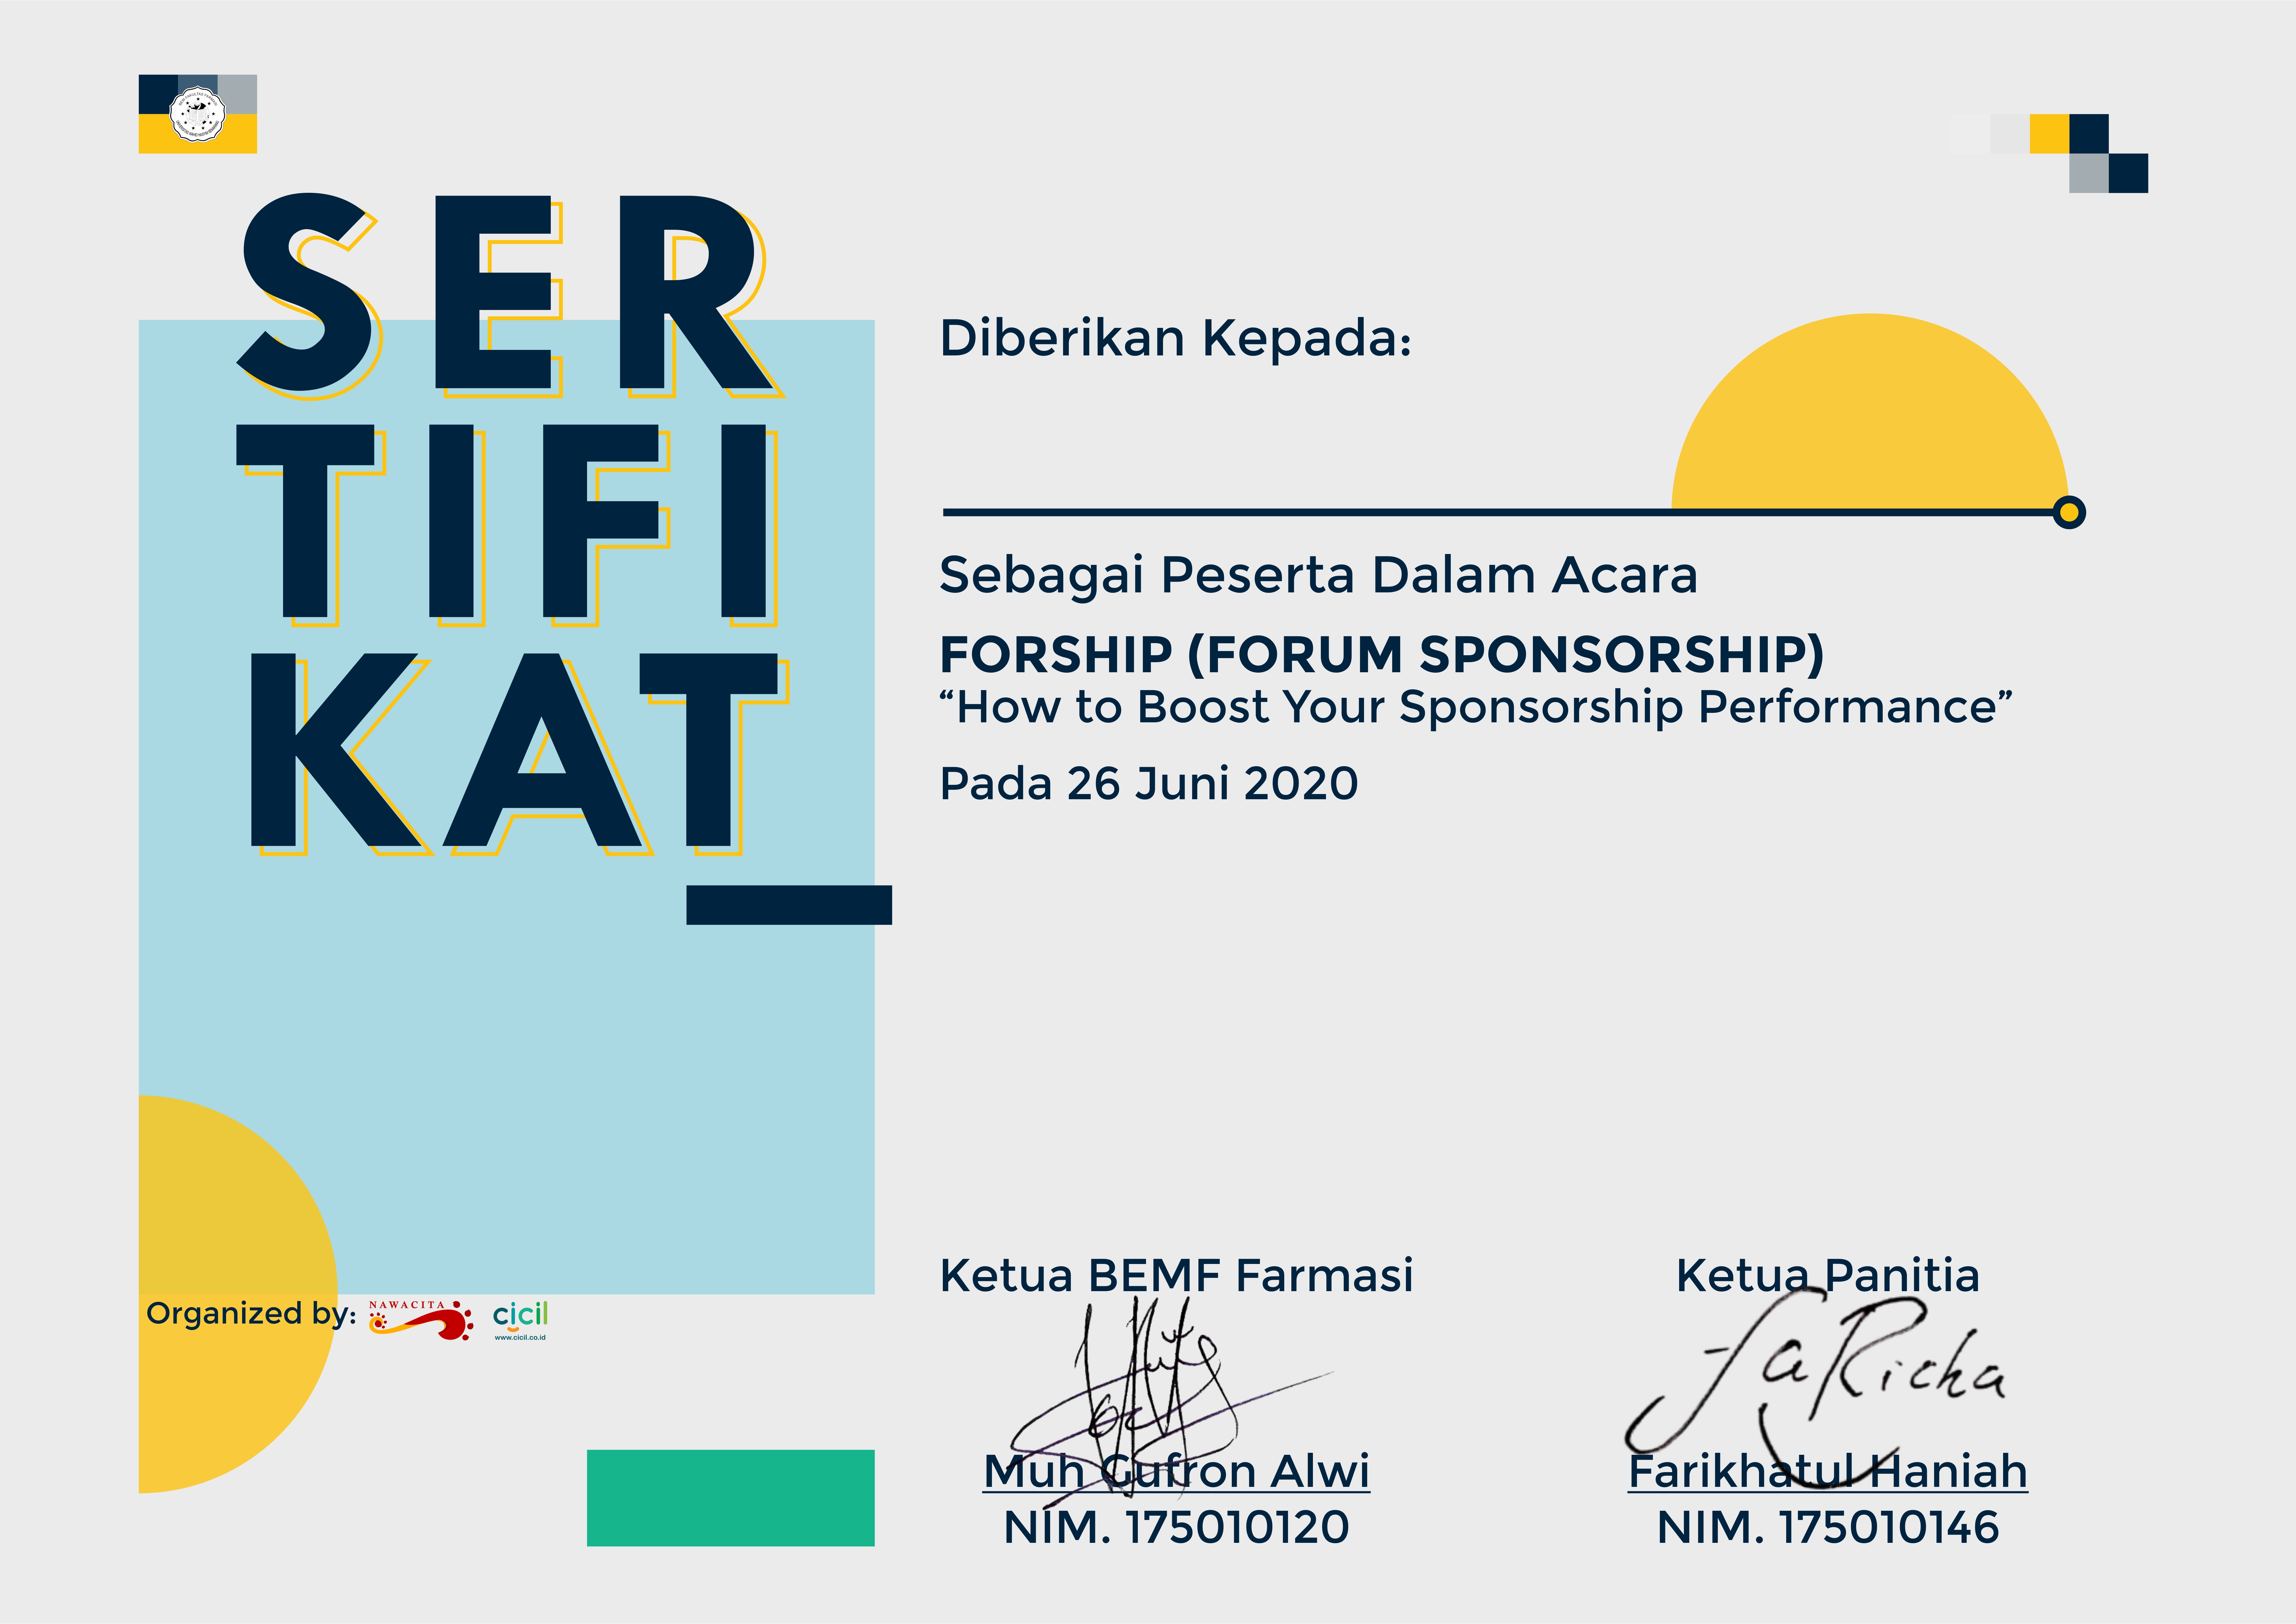 SER
TIFI
KAT
Diberikan Kepada:
Sebagai Peserta Dalam Acara
FORSHIP (FORUM SPONSORSHIP)
“How to Boost Your Sponsorship Performance”
Pada 26 Juni 2020
Organized by:
NAWACITA
cicil
www.cicil.co.id
Ketua BEMF Farmasi
Muh Gufron Alwi
NIM. 175010120
Ketua Panitia
FaRicha
Farikhatul Haniah
NIM. 175010146